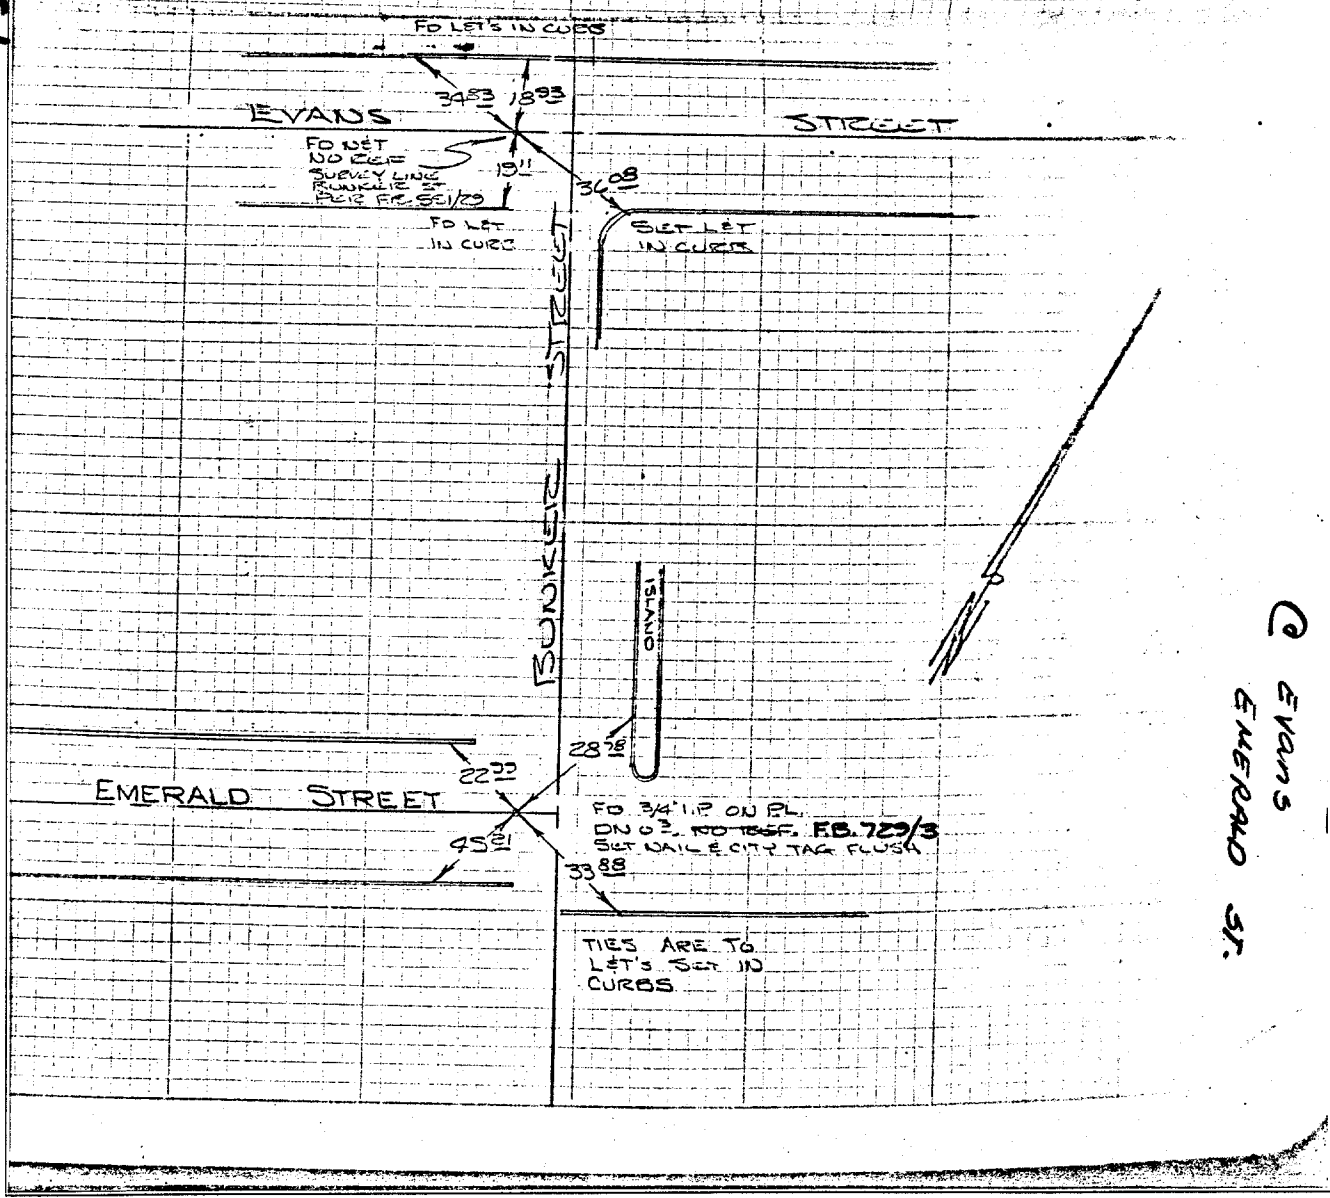 FD LET'S IN CURB
34 83
18 93
EVANS STREET
FD NET
NO REF
SURVEY LINE
BUNKER ST
PER F.B. 551/29
19 11
36 08
FD LET
IN CURB
SET LET
IN CURB
BUNKER STREET
ISLAND
28 78
22 99
EMERALD STREET
45 21
33 88
FD 3/4" I.P. ON PL.
DN 0.3. NO REF. F.B. 729/3
SET NAIL & CITY TAG FLUSH
TIES ARE TO
LET'S SET IN
CURBS
@ EVANS
EMERALD ST.